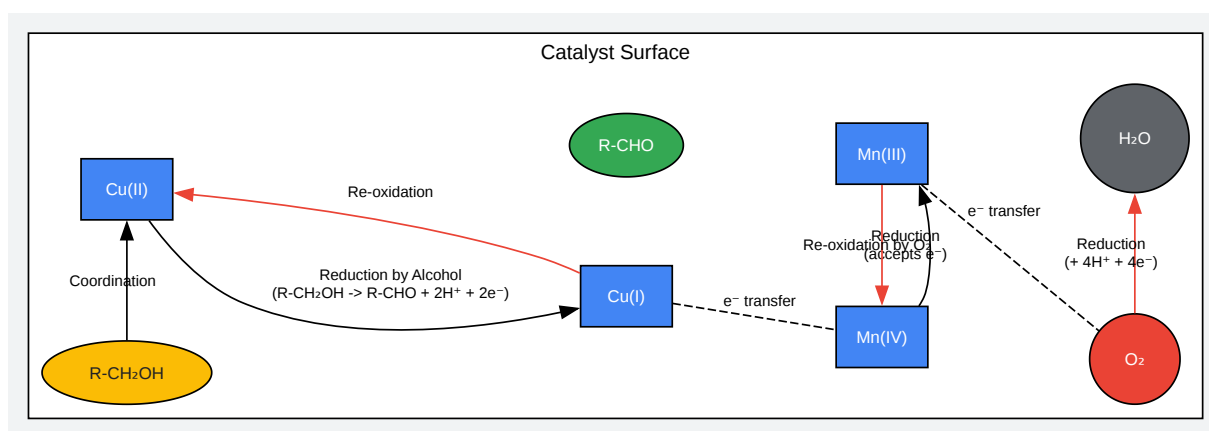 Catalyst Surface
R-CHO
Mn(III)
H₂O
Cu(II)
Re-oxidation
e⁻ transfer
Reduction
(accepts e⁻)
Re-oxidation by O₂
Reduction
(+ 4H⁺ + 4e⁻)
Coordination
Reduction by Alcohol
(R-CH₂OH -> R-CHO + 2H⁺ + 2e⁻)
Cu(I)
e⁻ transfer
Mn(IV)
O₂
R-CH₂OH